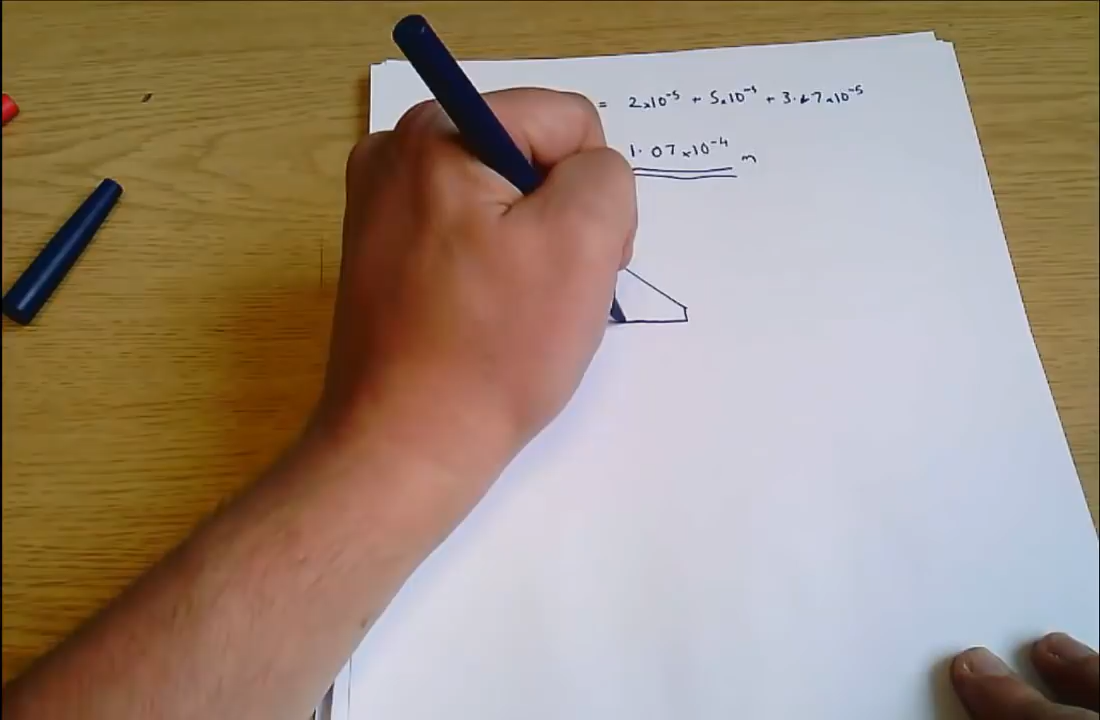 = 2x10⁻⁵ + 5x10⁻⁵ + 3.67x10⁻⁵
1.07x10⁻⁴ m